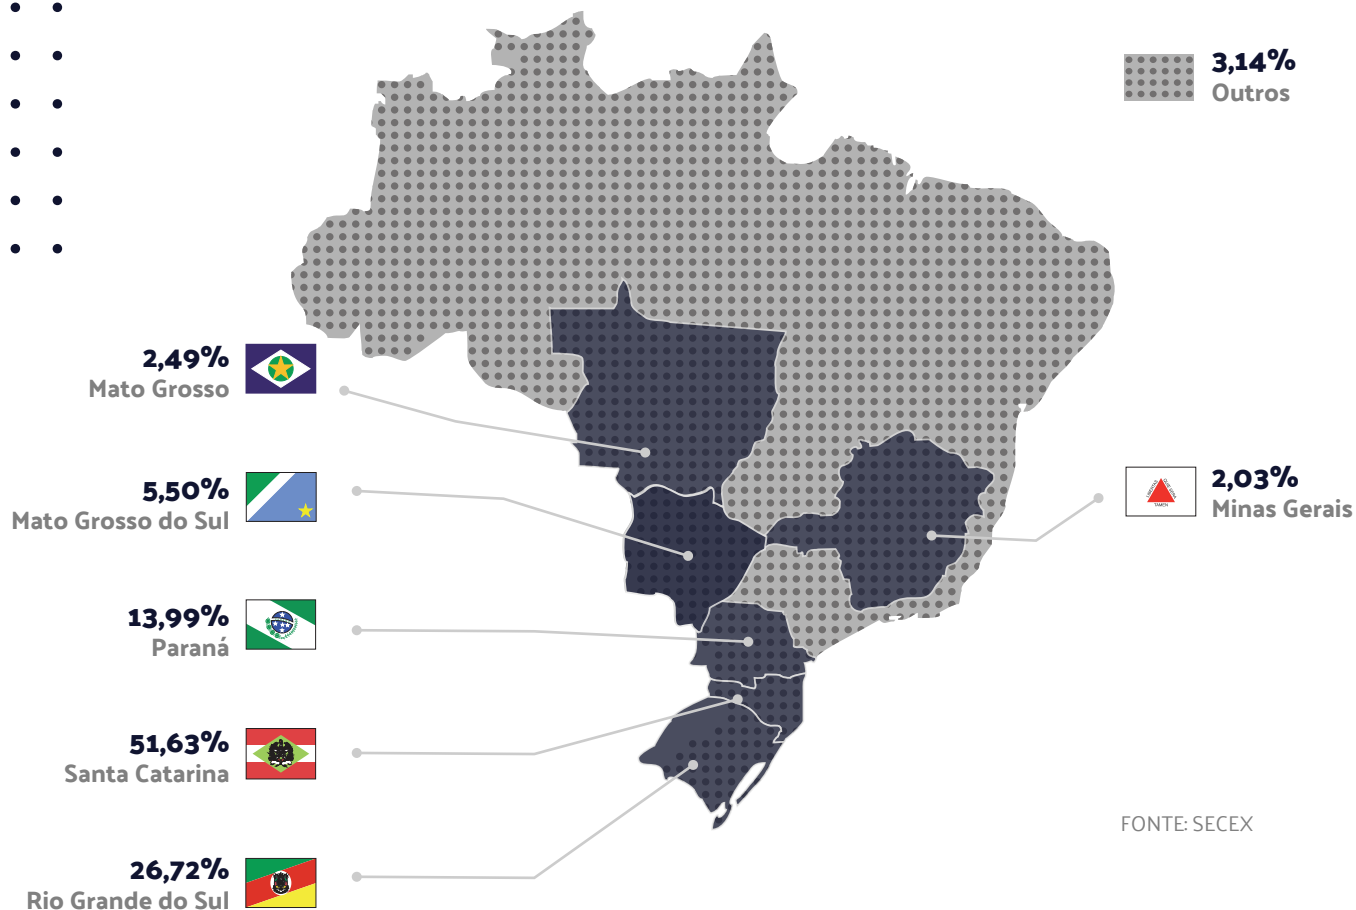 3,14%
Outros
2,49%
Mato Grosso
5,50%
Mato Grosso do Sul
2,03%
Minas Gerais
13,99%
Paraná
51,63%
Santa Catarina
FONTE: SECEX
26,72%
Rio Grande do Sul